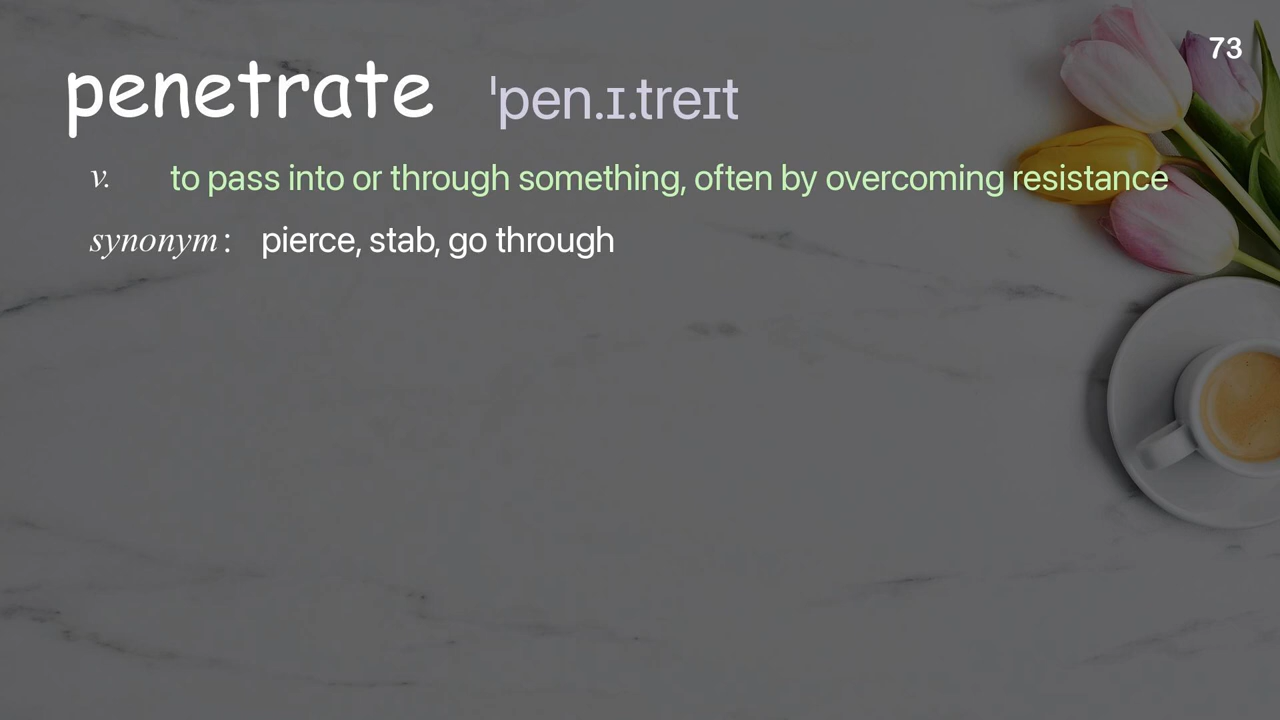 73
penetrate ˈpen.ɪ.treɪt
v. to pass into or through something, often by overcoming resistance
synonym: pierce, stab, go through